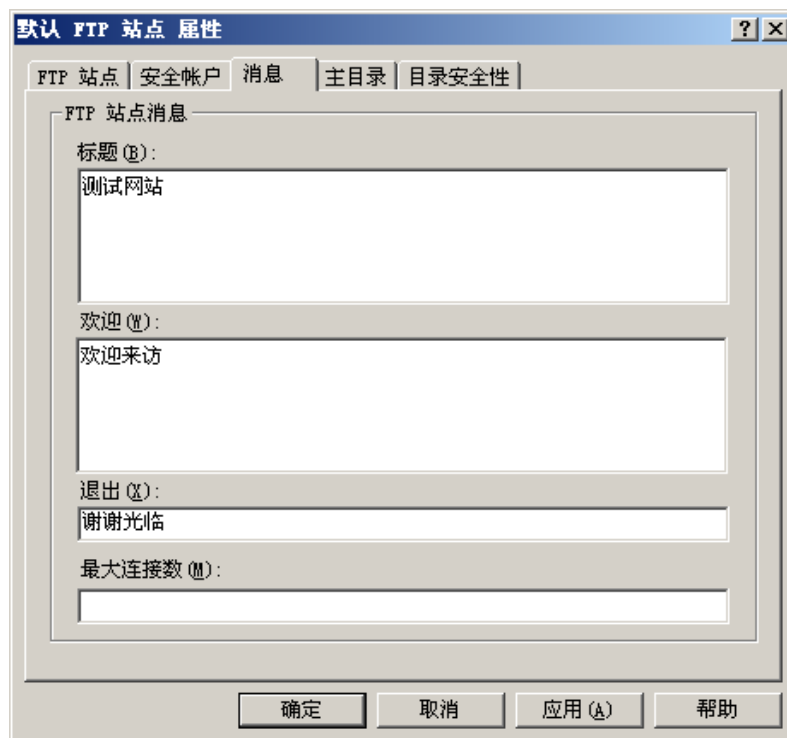 默认 FTP 站点 属性
FTP 站点 安全帐户 消息 主目录 目录安全性
FTP 站点消息
标题(B):
测试网站
欢迎(W):
欢迎来访
退出(X):
谢谢光临
最大连接数(M):
确定 取消 应用(A) 帮助